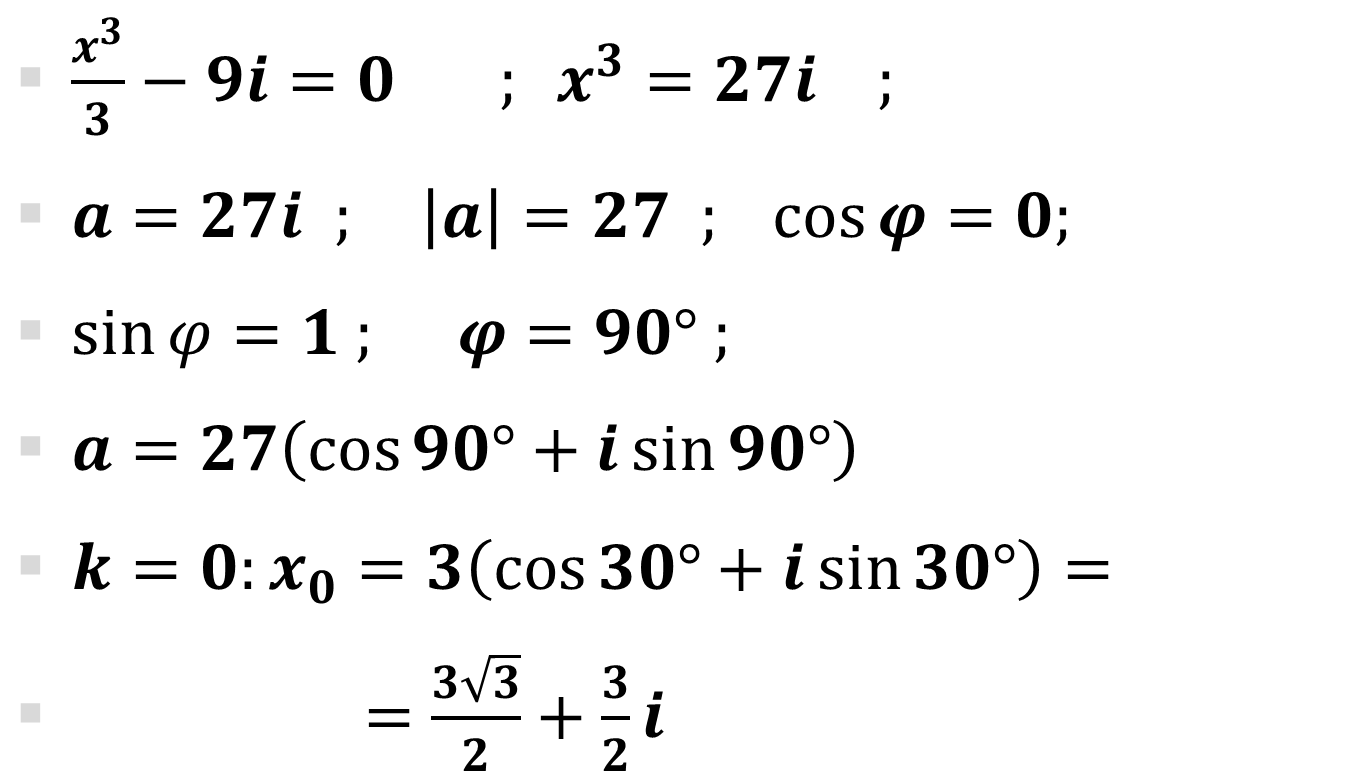 x³/3 − 9i = 0 ; x³ = 27i ;
a = 27i ; |a| = 27 ; cos φ = 0;
sin φ = 1 ; φ = 90° ;
a = 27(cos 90° + i sin 90°)
k = 0: x₀ = 3(cos 30° + i sin 30°) =
= 3√3/2 + 3/2 i